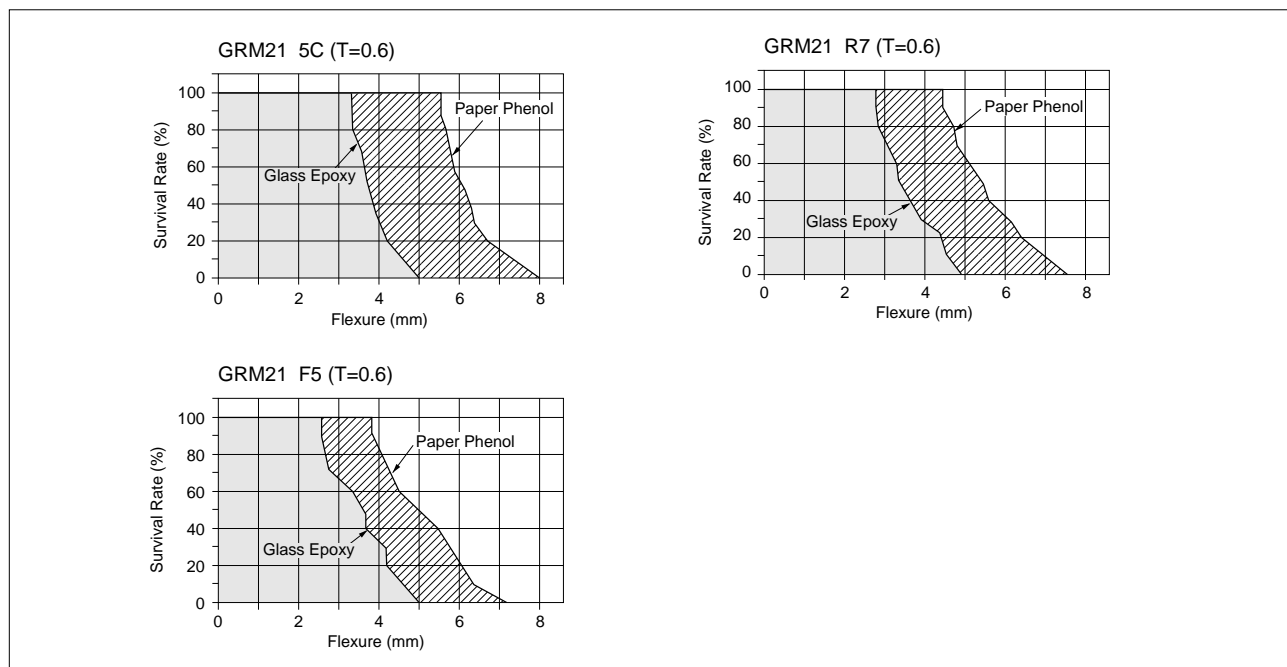 GRM21 5C (T=0.6)
Survival Rate (%)
100
80
60
40
20
0
Paper Phenol
Glass Epoxy
0 2 4 6 8
Flexure (mm)
GRM21 R7 (T=0.6)
Survival Rate (%)
100
80
60
40
20
0
Paper Phenol
Glass Epoxy
0 2 4 6 8
Flexure (mm)
GRM21 F5 (T=0.6)
Survival Rate (%)
100
80
60
40
20
0
Paper Phenol
Glass Epoxy
0 2 4 6 8
Flexure (mm)